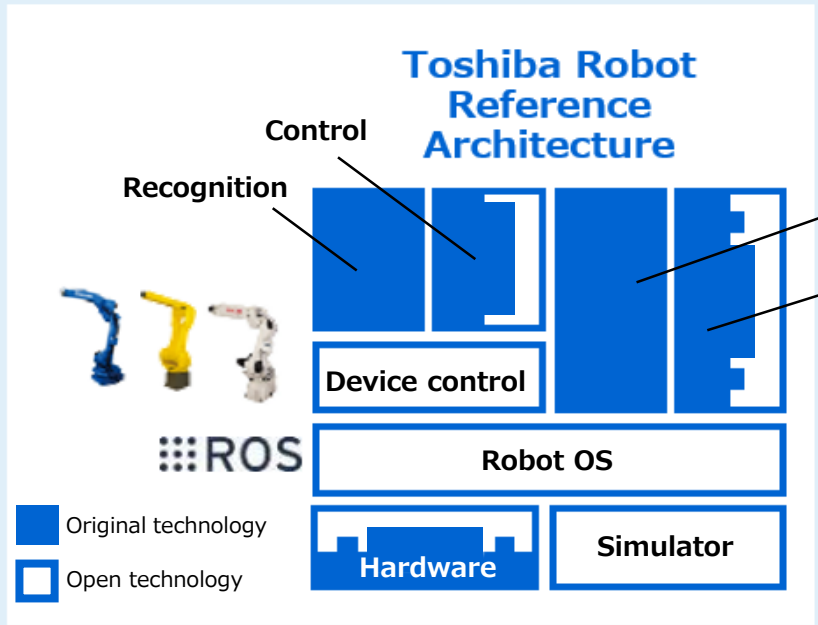 Toshiba Robot
Reference
Architecture
Control
Recognition
Device control
ROS
Robot OS
Original technology
Open technology
Hardware
Simulator